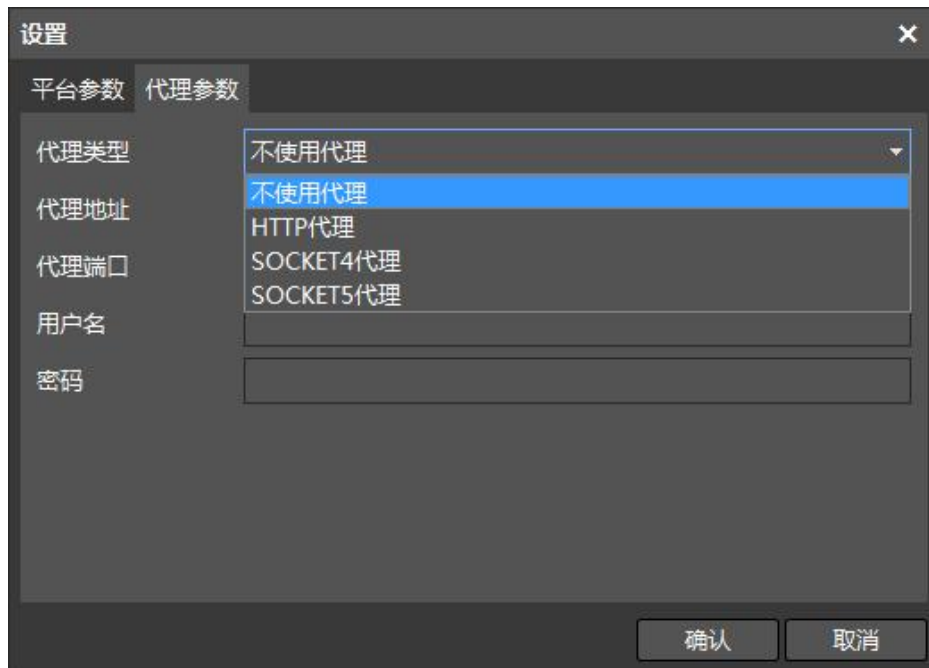 设置
平台参数 代理参数
代理类型 不使用代理
不使用代理
代理地址
HTTP代理
SOCKET4代理
代理端口
SOCKET5代理
用户名
密码
确认 取消